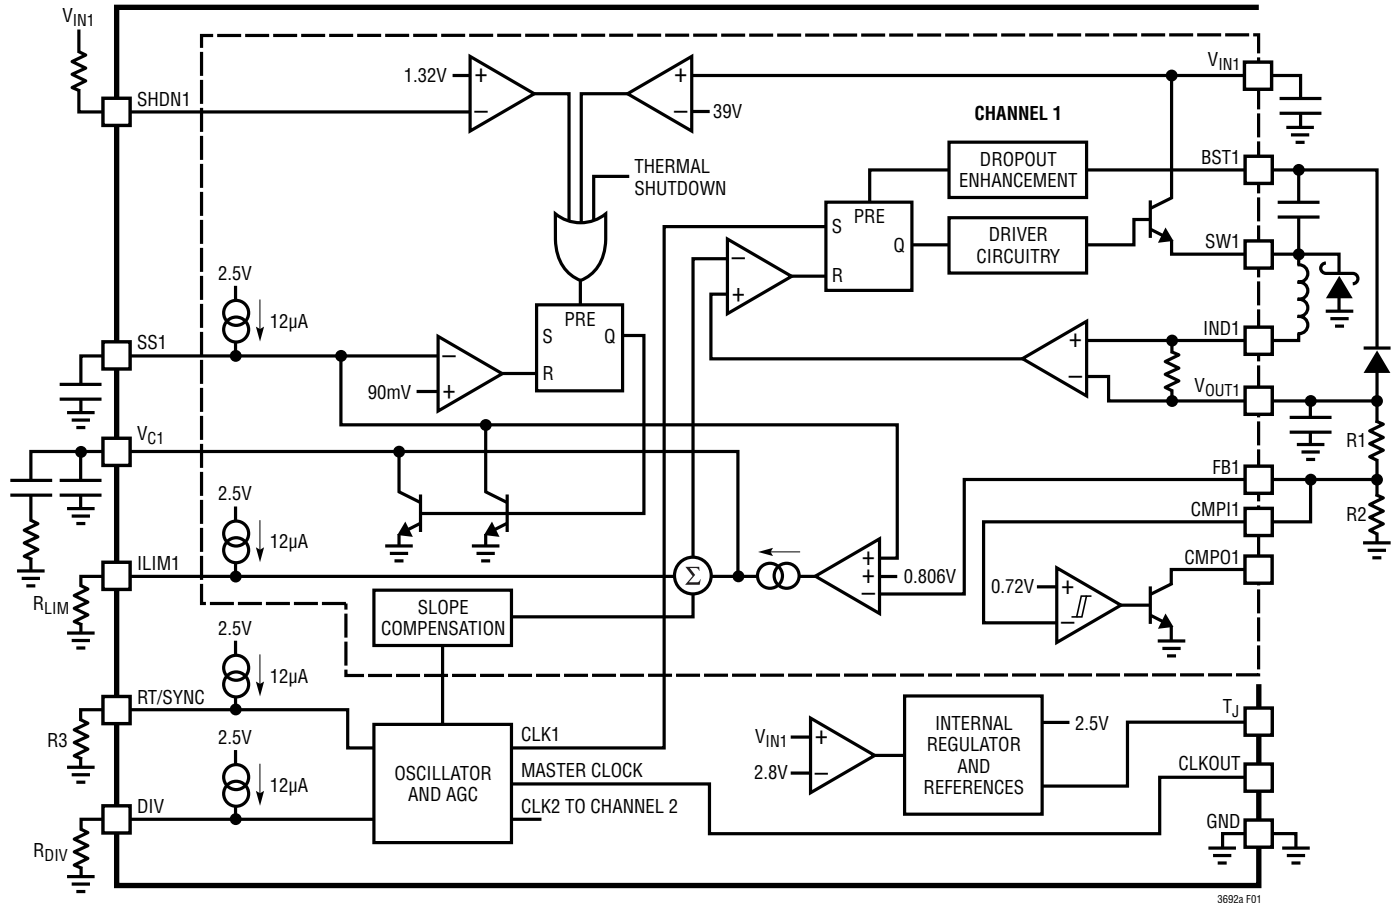 VIN1
SHDN1
1.32V
+
–
+
–
39V
CHANNEL 1
VIN1
THERMAL
SHUTDOWN
DROPOUT
ENHANCEMENT
BST1
PRE
S
Q
R
DRIVER
CIRCUITRY
SW1
–
+
2.5V
12µA
SS1
PRE
S
Q
R
–
90mV
+
+
–
IND1
VOUT1
R1
VC1
FB1
R2
CMPI1
2.5V
12µA
ILIM1
RLIM
Σ
+
+
–
0.806V
CMPO1
0.72V
+
–
SLOPE
COMPENSATION
2.5V
12µA
RT/SYNC
R3
2.5V
12µA
DIV
RDIV
OSCILLATOR
AND AGC
CLK1
MASTER CLOCK
CLK2 TO CHANNEL 2
VIN1
+
2.8V
–
INTERNAL
REGULATOR
AND
REFERENCES
2.5V
TJ
CLKOUT
GND
3692a F01